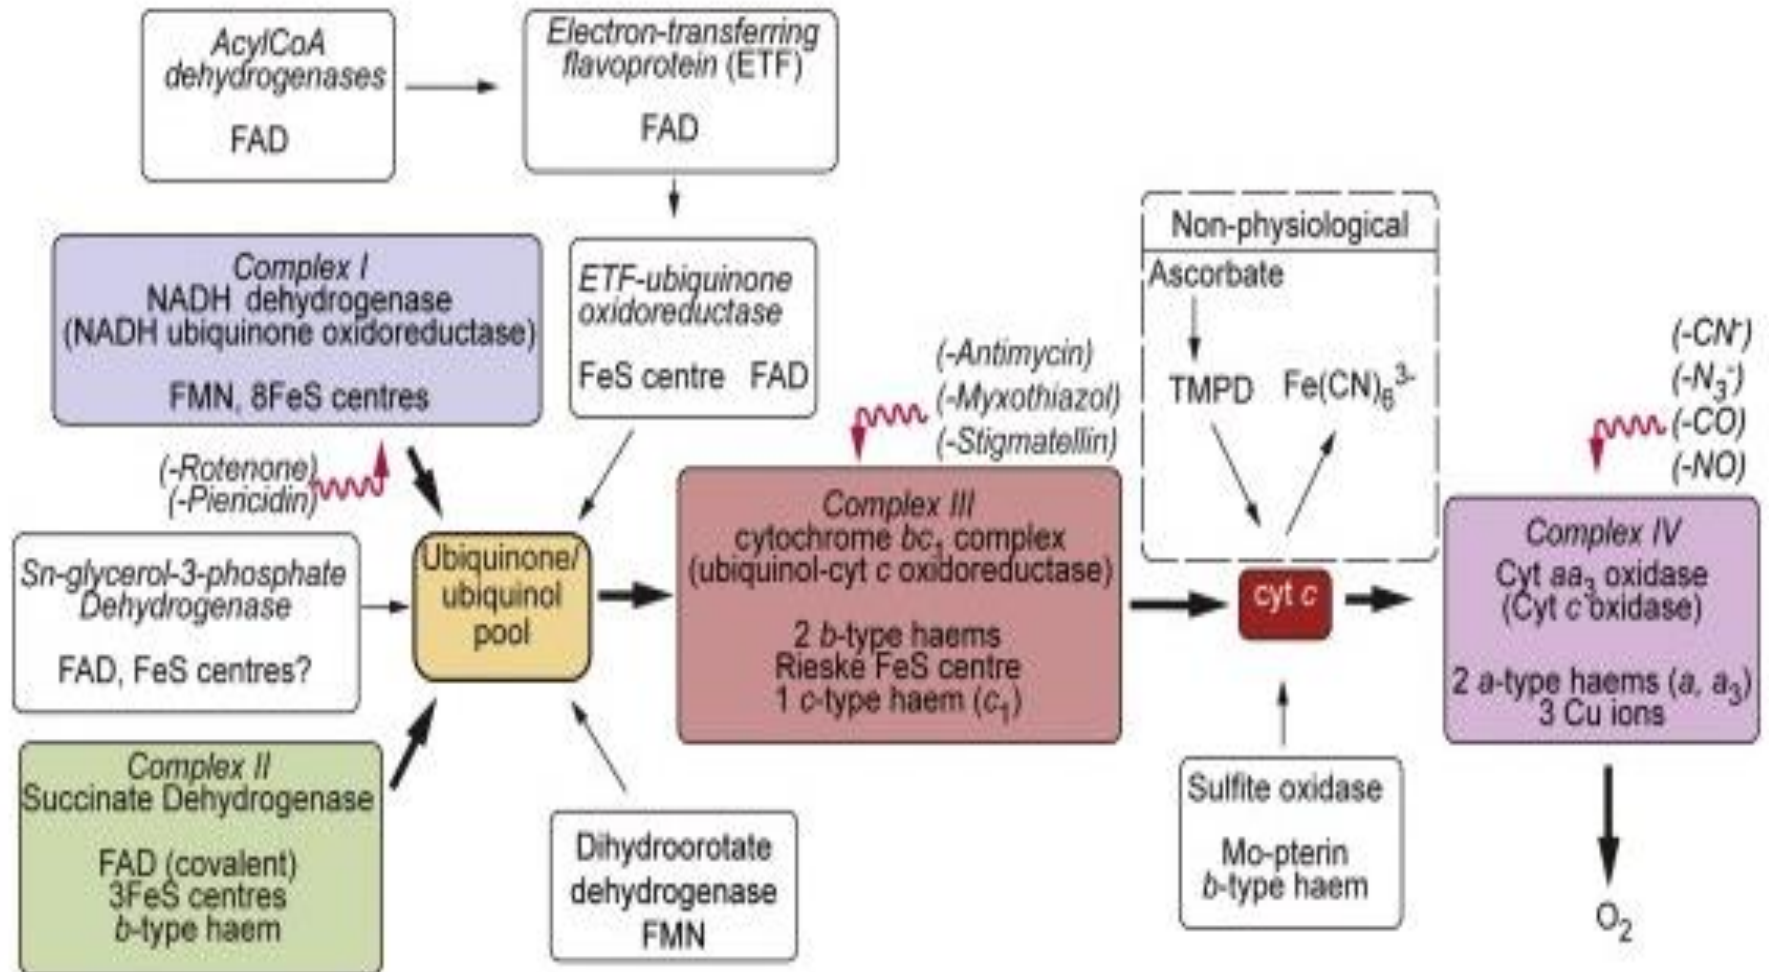 AcylCoA
dehydrogenases
FAD
Electron-transferring
flavoprotein (ETF)
FAD
Complex I
NADH dehydrogenase
(NADH ubiquinone oxidoreductase)
FMN, 8FeS centres
ETF-ubiquinone
oxidoreductase
FeS centre FAD
(-Rotenone)
(-Piericidin)
Sn-glycerol-3-phosphate
Dehydrogenase
FAD, FeS centres?
Ubiquinone/
ubiquinol
pool
Complex II
Succinate Dehydrogenase
FAD (covalent)
3FeS centres
b-type haem
Dihydroorotate
dehydrogenase
FMN
(-Antimycin)
(-Myxothiazol)
(-Stigmatellin)
Complex III
cytochrome bc₁ complex
(ubiquinol-cyt c oxidoreductase)
2 b-type haems
Rieske FeS centre
1 c-type haem (c₁)
Non-physiological
Ascorbate
TMPD Fe(CN)₆³⁻
cyt c
Sulfite oxidase
Mo-pterin
b-type haem
(-CN⁻)
(-N₃⁻)
(-CO)
(-NO)
Complex IV
Cyt aa₃ oxidase
(Cyt c oxidase)
2 a-type haems (a, a₃)
3 Cu ions
O₂